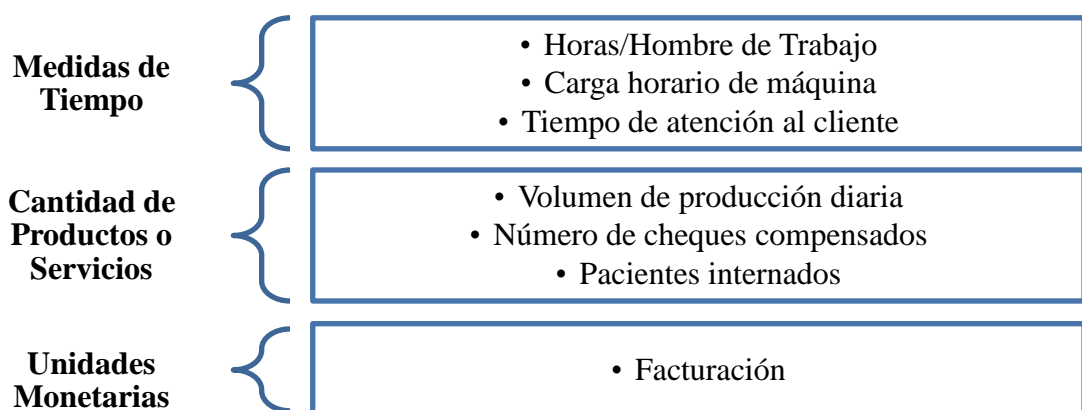 Medidas de
Tiempo
• Horas/Hombre de Trabajo
• Carga horario de máquina
• Tiempo de atención al cliente
Cantidad de
Productos o
Servicios
• Volumen de producción diaria
• Número de cheques compensados
• Pacientes internados
Unidades
Monetarias
• Facturación